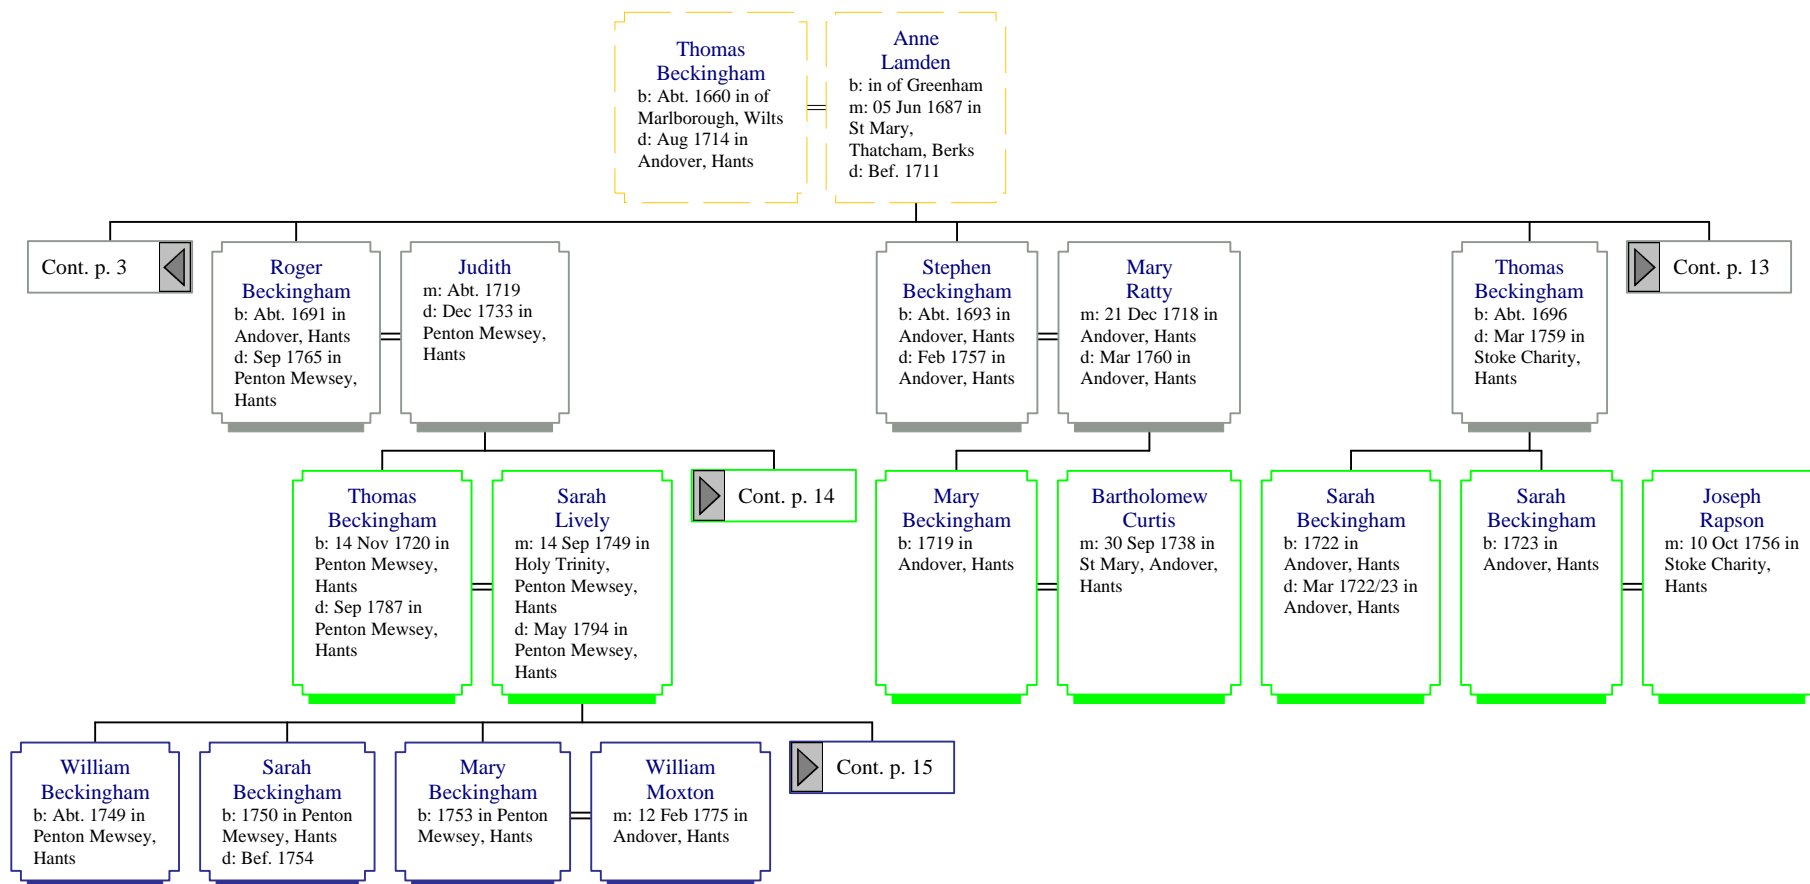 Thomas
Beckingham
b: Abt. 1660 in of
Marlborough, Wilts
d: Aug 1714 in
Andover, Hants
Anne
Lamden
b: in of Greenham
m: 05 Jun 1687 in
St Mary,
Thatcham, Berks
d: Bef. 1711
Cont. p. 3
Roger
Beckingham
b: Abt. 1691 in
Andover, Hants
d: Sep 1765 in
Penton Mewsey,
Hants
Judith
m: Abt. 1719
d: Dec 1733 in
Penton Mewsey,
Hants
Stephen
Beckingham
b: Abt. 1693 in
Andover, Hants
d: Feb 1757 in
Andover, Hants
Mary
Ratty
m: 21 Dec 1718 in
Andover, Hants
d: Mar 1760 in
Andover, Hants
Thomas
Beckingham
b: Abt. 1696
d: Mar 1759 in
Stoke Charity,
Hants
Cont. p. 13
Thomas
Beckingham
b: 14 Nov 1720 in
Penton Mewsey,
Hants
d: Sep 1787 in
Penton Mewsey,
Hants
Sarah
Lively
m: 14 Sep 1749 in
Holy Trinity,
Penton Mewsey,
Hants
d: May 1794 in
Penton Mewsey,
Hants
Cont. p. 14
Mary
Beckingham
b: 1719 in
Andover, Hants
Bartholomew
Curtis
m: 30 Sep 1738 in
St Mary, Andover,
Hants
Sarah
Beckingham
b: 1722 in
Andover, Hants
d: Mar 1722/23 in
Andover, Hants
Sarah
Beckingham
b: 1723 in
Andover, Hants
Joseph
Rapson
m: 10 Oct 1756 in
Stoke Charity,
Hants
William
Beckingham
b: Abt. 1749 in
Penton Mewsey,
Hants
Sarah
Beckingham
b: 1750 in Penton
Mewsey, Hants
d: Bef. 1754
Mary
Beckingham
b: 1753 in Penton
Mewsey, Hants
William
Moxton
m: 12 Feb 1775 in
Andover, Hants
Cont. p. 15